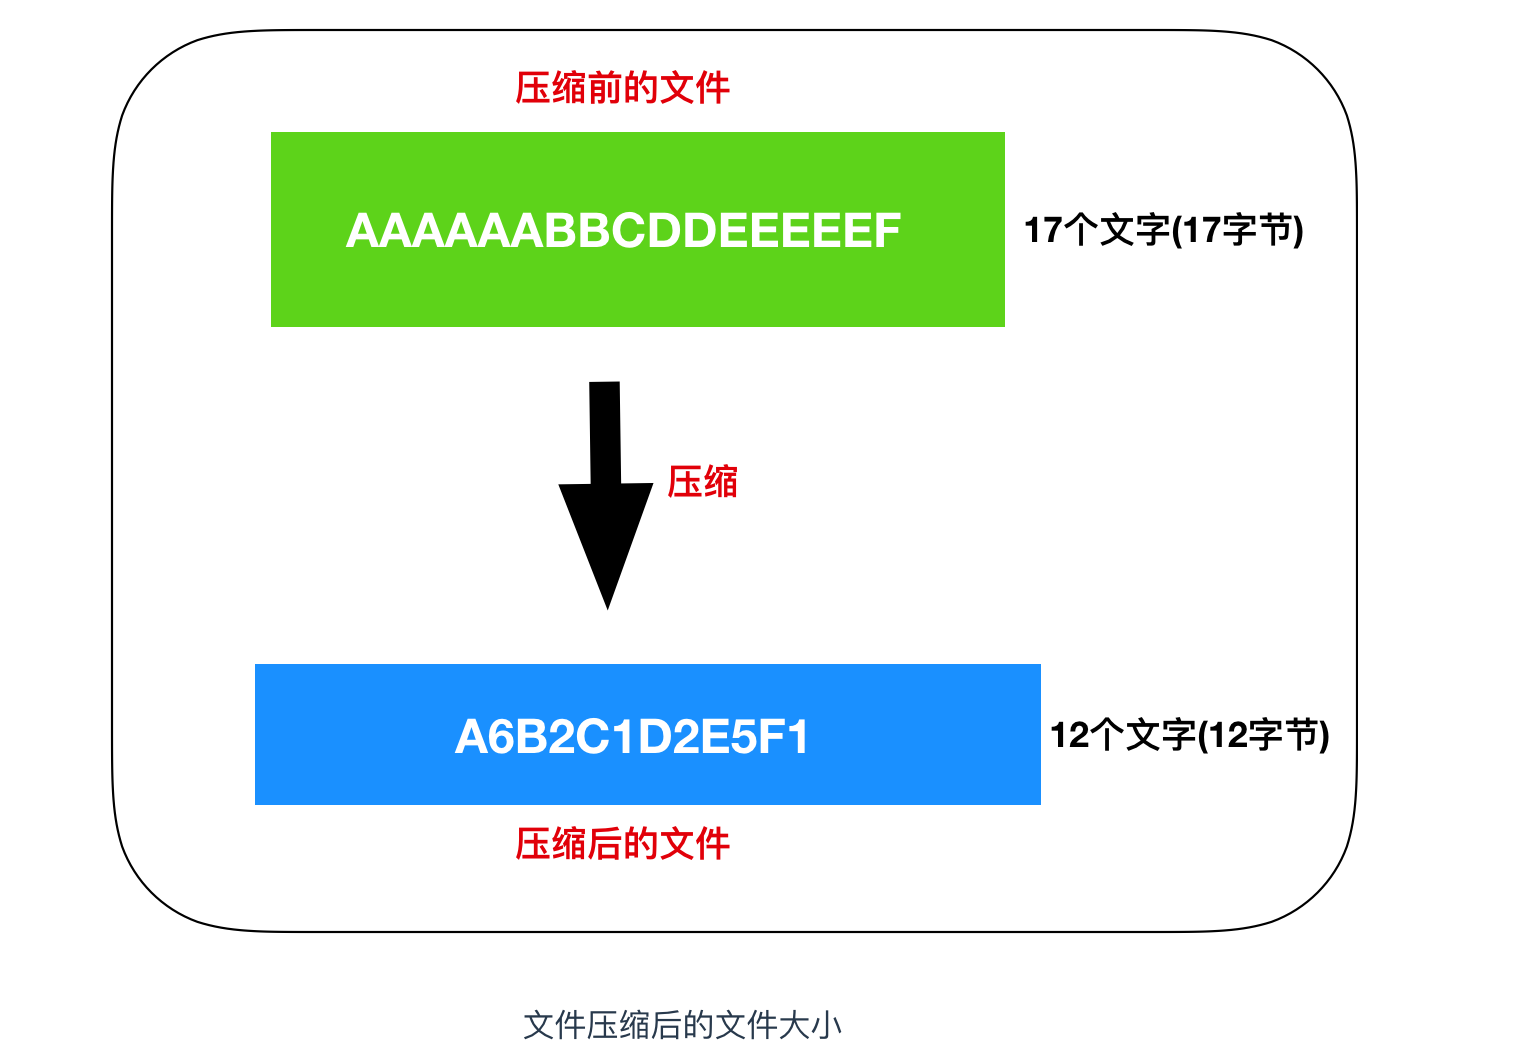 压缩前的文件
AAAAAABBCDDEEEEEF
17个文字(17字节)
压缩
A6B2C1D2E5F1
12个文字(12字节)
压缩后的文件
文件压缩后的文件大小